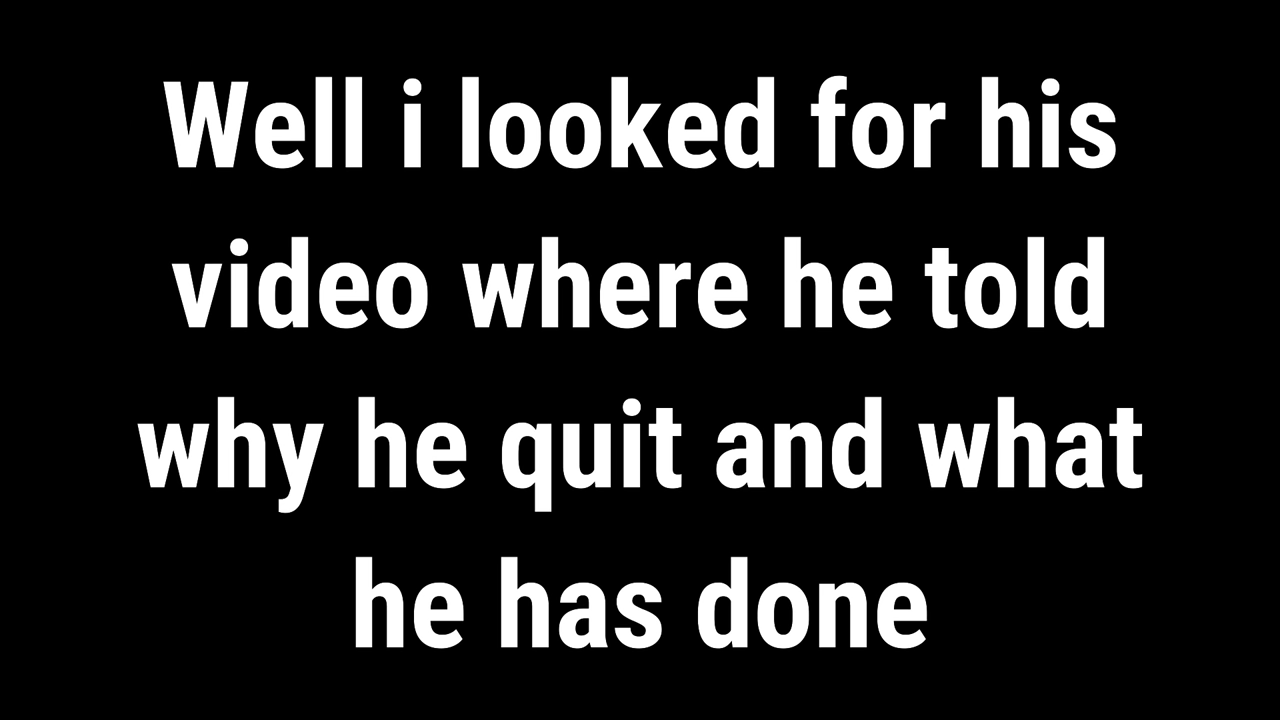 Well i looked for his
video where he told
why he quit and what
he has done